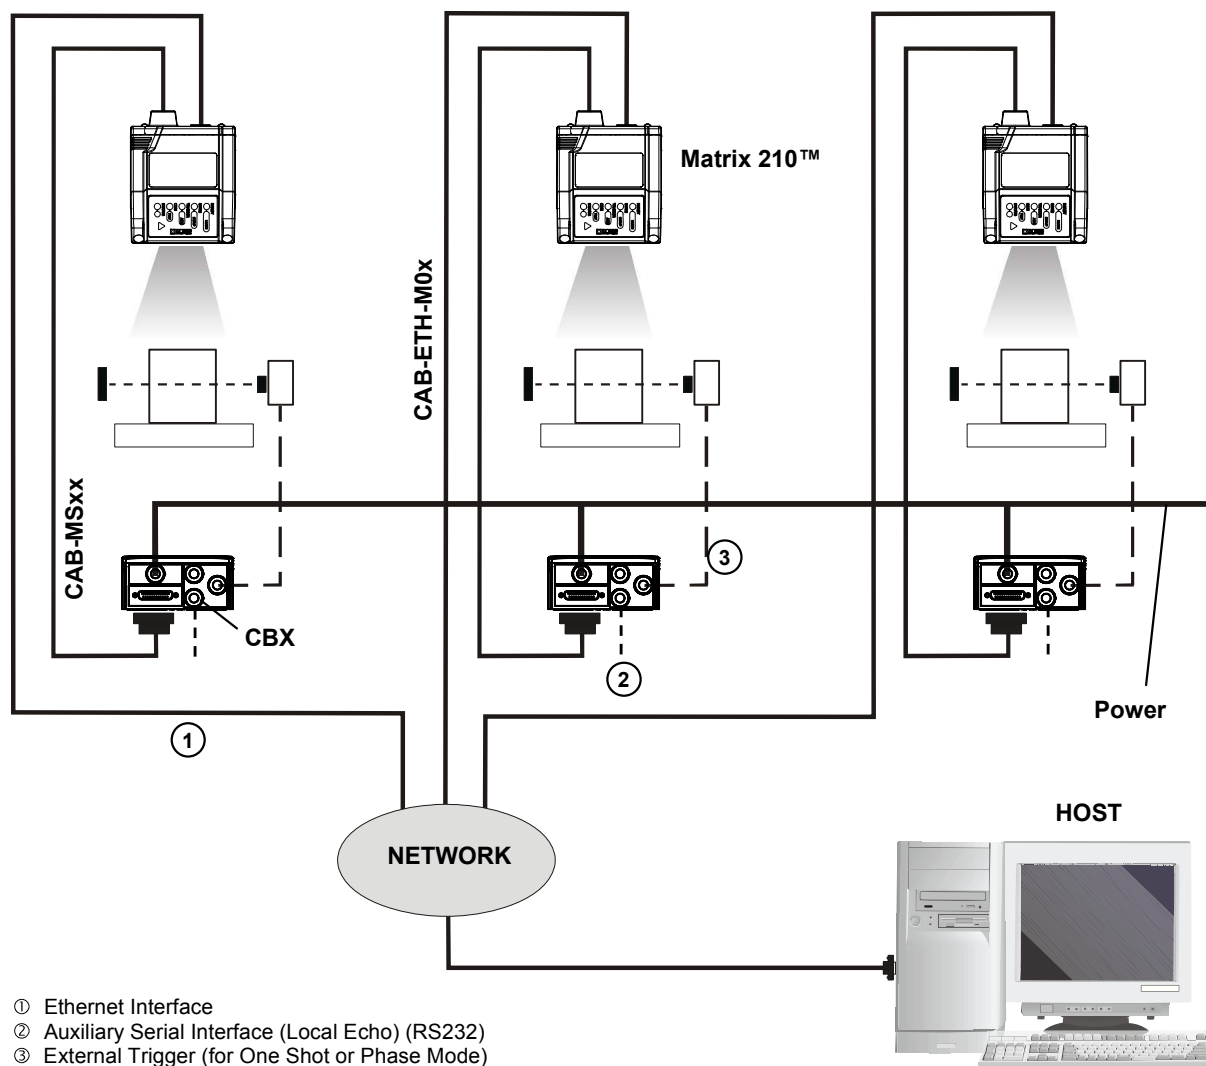 Matrix 210™
CAB-ETH-M0x
CAB-MSxx
3
CBX
2
Power
1
HOST
NETWORK
① Ethernet Interface
② Auxiliary Serial Interface (Local Echo) (RS232)
③ External Trigger (for One Shot or Phase Mode)